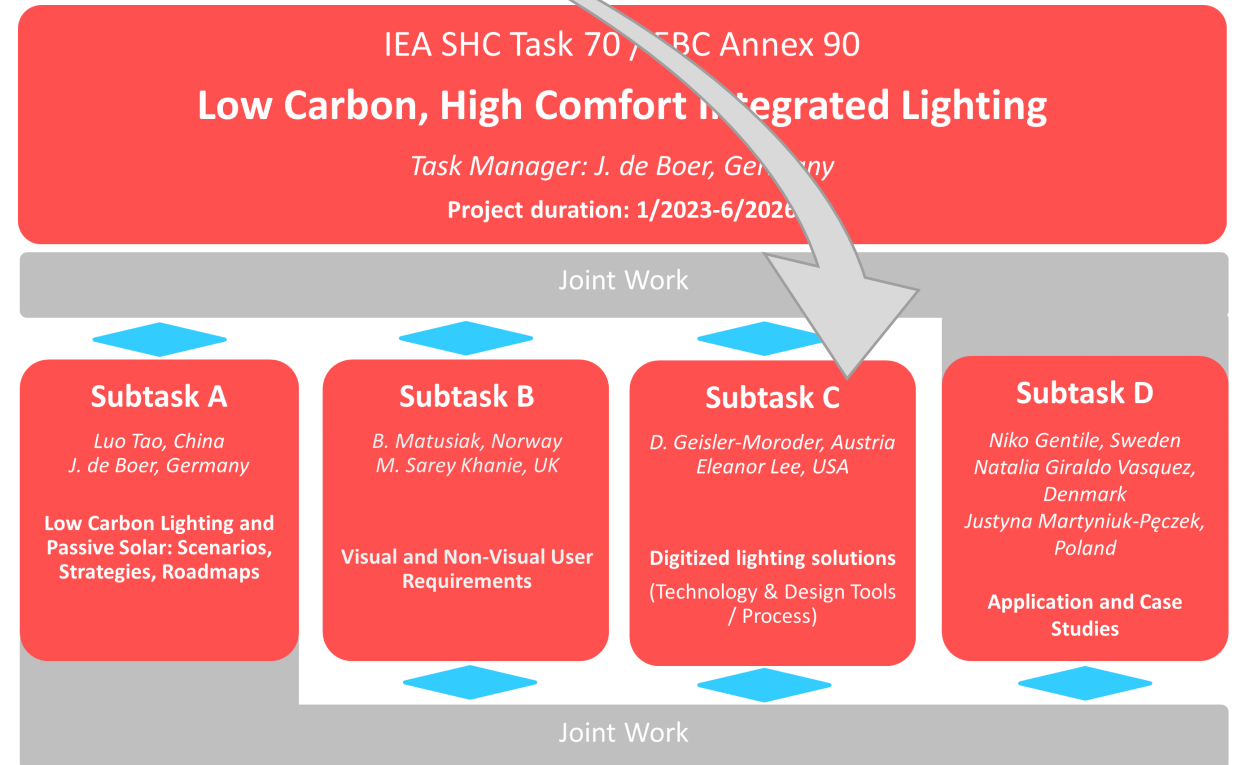 IEA SHC Task 70 / EBC Annex 90
Low Carbon, High Comfort Integrated Lighting
Task Manager: J. de Boer, Germany
Project duration: 1/2023-6/2026
Joint Work
Subtask A
Luo Tao, China
J. de Boer, Germany
Low Carbon Lighting and
Passive Solar: Scenarios,
Strategies, Roadmaps
Subtask B
B. Matusiak, Norway
M. Sarey Khanie, UK
Visual and Non-Visual User
Requirements
Subtask C
D. Geisler-Moroder, Austria
Eleanor Lee, USA
Digitized lighting solutions
(Technology & Design Tools
/ Process)
Subtask D
Niko Gentile, Sweden
Natalia Giraldo Vasquez,
Denmark
Justyna Martyniuk-Pęczek,
Poland
Application and Case
Studies
Joint Work